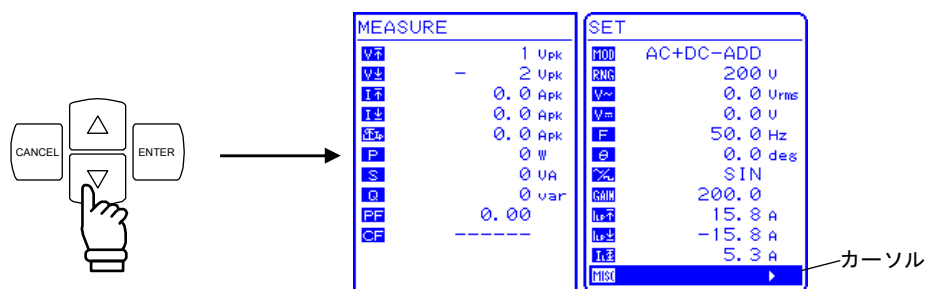 CANCEL
ENTER
MEASURE
V↑ 1 Vpk
V↓ - 2 Vpk
I↑ 0.0 Apk
I↓ 0.0 Apk
0.0 Apk
P 0 W
S 0 VA
Q 0 var
PF 0.00
CF ------
SET
MOD AC+DC-ADD
RNG 200 V
V~ 0.0 Vrms
V= 0.0 V
F 50.0 Hz
θ 0.0 deg
SIN
GAIN 200.0
15.8 A
-15.8 A
5.3 A
MISC
カーソル